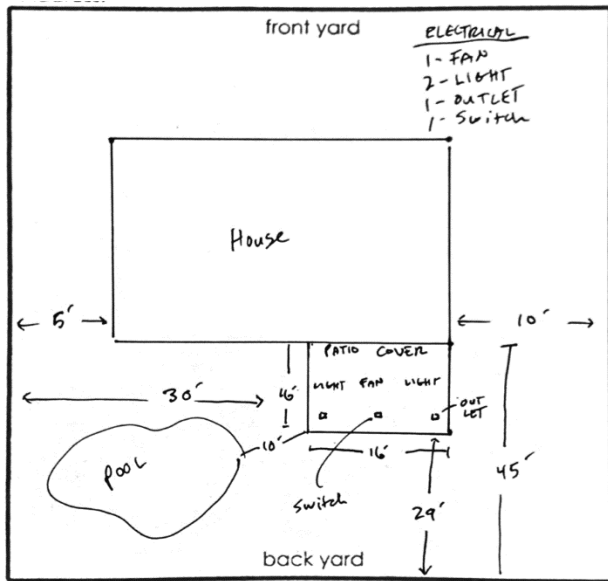 front yard
ELECTRICAL
1 - FAN
2 - LIGHT
1 - OUTLET
1 - Switch
House
5'
10'
PATIO COVER
LIGHT FAN LIGHT
30'
OUT
LET
10'
16'
POOL
45'
Switch
29'
back yard